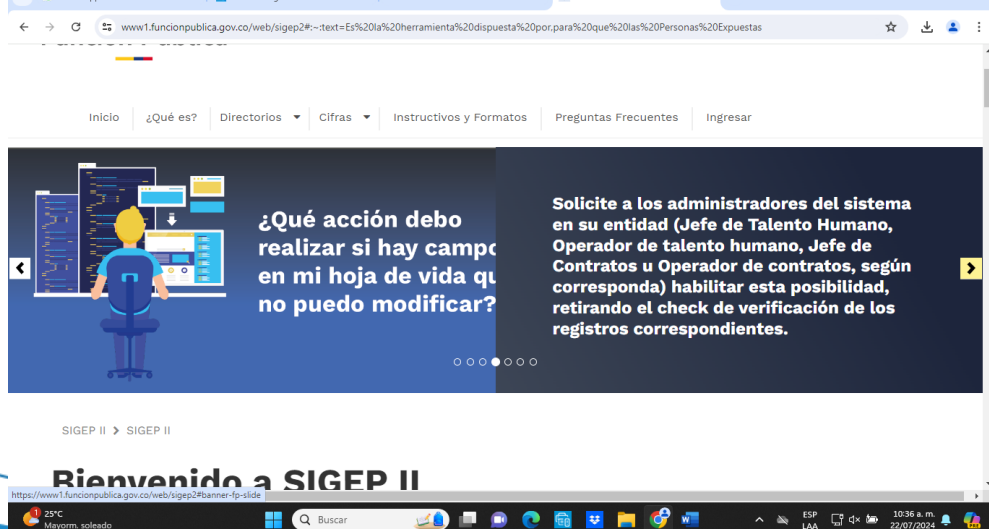 www1.funcionpublica.gov.co/web/sigep2#:~:text=Es%20la%20herramienta%20dispuesta%20por,para%20que%20las%20Personas%20Expuestas
Inicio ¿Qué es? Directorios Cifras Instructivos y Formatos Preguntas Frecuentes Ingresar
¿Qué acción debo
realizar si hay campo
en mi hoja de vida qu
no puedo modificar?
Solicite a los administradores del sistema
en su entidad (Jefe de Talento Humano,
Operador de talento humano, Jefe de
Contratos u Operador de contratos, según
corresponda) habilitar esta posibilidad,
retirando el check de verificación de los
registros correspondientes.
SIGEP II > SIGEP II
Bienvenido a SIGEP II
https://www1.funcionpublica.gov.co/web/sigep2#banner-fp-slide
25°C
Mayorm. soleado
Buscar
ESP
LAA
10:36 a. m.
22/07/2024